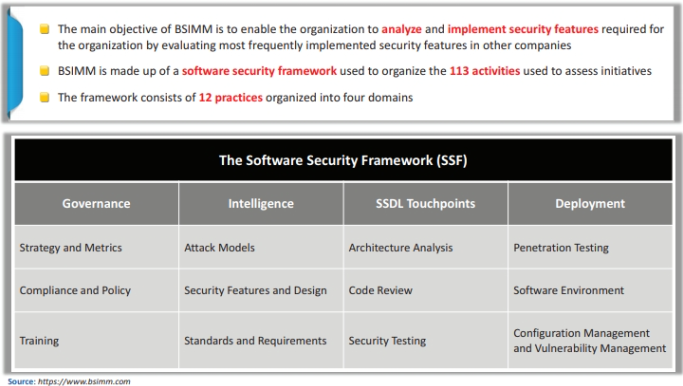 The main objective of BSIMM is to enable the organization to analyze and implement security features required for
the organization by evaluating most frequently implemented security features in other companies
BSIMM is made up of a software security framework used to organize the 113 activities used to assess initiatives
The framework consists of 12 practices organized into four domains
The Software Security Framework (SSF)
Governance Intelligence SSDL Touchpoints Deployment
Strategy and Metrics Attack Models Architecture Analysis Penetration Testing
Compliance and Policy Security Features and Design Code Review Software Environment
Training Standards and Requirements Security Testing Configuration Management
and Vulnerability Management
Source: https://www.bsimm.com